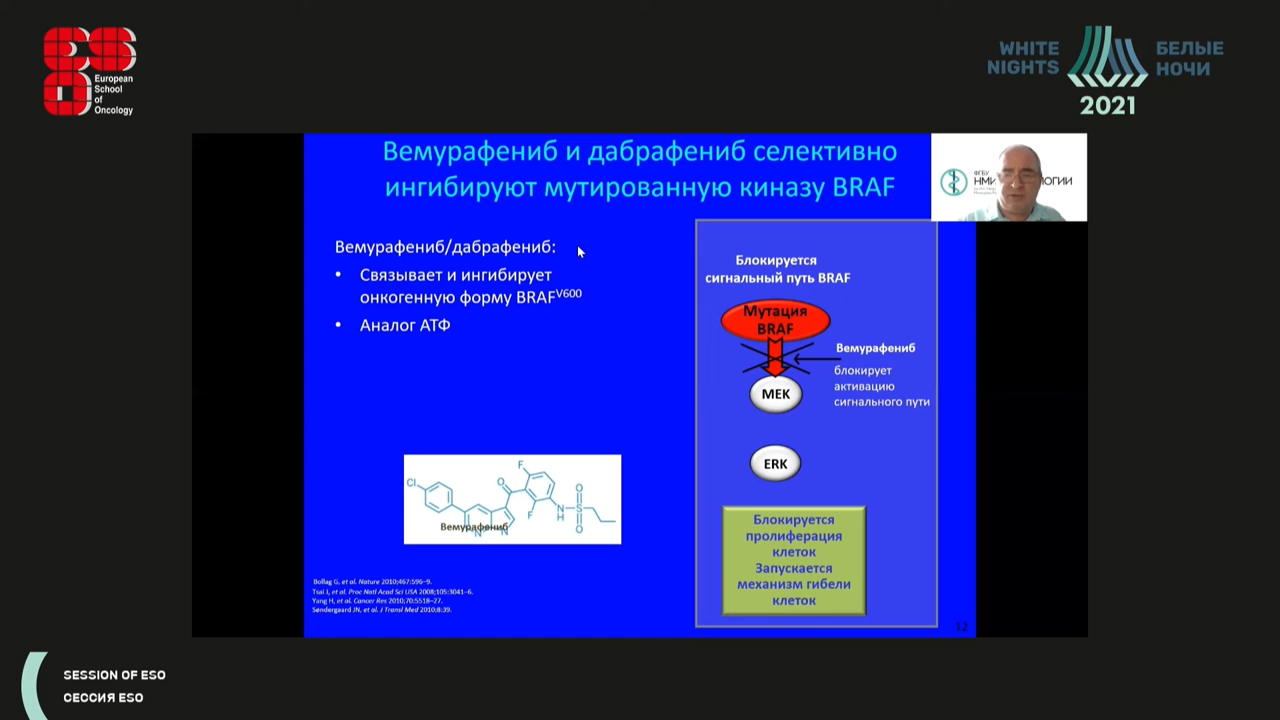 European
School
of
Oncology
WHITE
NIGHTS
БЕЛЫЕ
НОЧИ
2021
Вемурафениб и дабрафениб селективно
ингибируют мутированную киназу BRAF
ФГБУ
Вемурафениб/дабрафениб:
• Связывает и ингибирует
онкогенную форму BRAFV600
• Аналог АТФ
Блокируется
сигнальный путь BRAF
Мутация
BRAF
Вемурафениб
блокирует
активацию
сигнального пути
MEK
ERK
Блокируется
пролиферация
клеток
Запускается
механизм гибели
клеток
Cl
F
O
F
N
H
O
S
O
N
N
Вемурафениб
Bollag G, et al. Nature 2010;467:596–9.
Tsai J, et al. Proc Natl Acad Sci USA 2008;105:3041–6.
Yang H, et al. Cancer Res 2010;70:5518–27.
Søndergaard JN, et al. J Transl Med 2010;8:39.
12
SESSION OF ESO
СЕССИЯ ESO